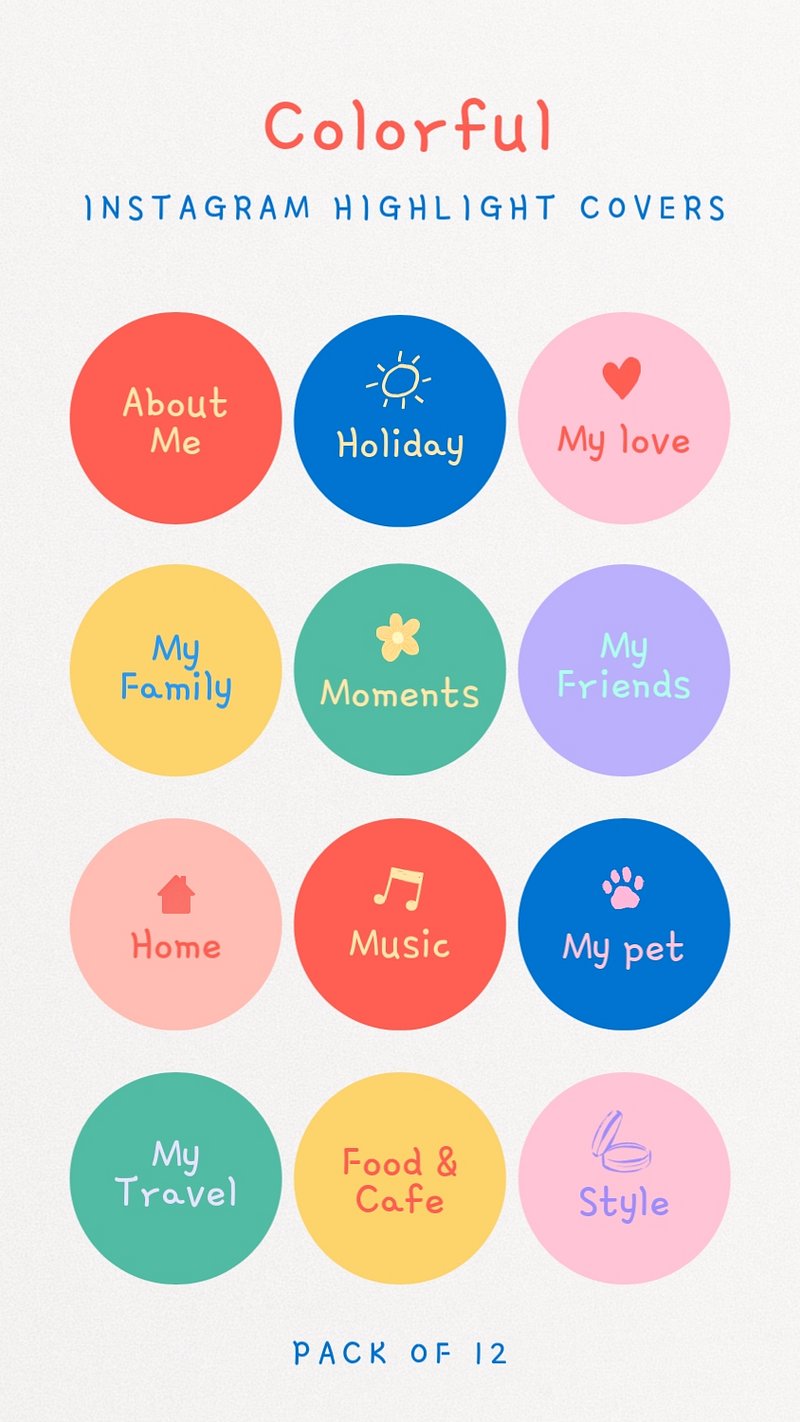 Colorful
INSTAGRAM HIGHLIGHT COVERS
About
Me
Holiday
My love
My
Family
Moments
My
Friends
Home
Music
My pet
My
Travel
Food &
Cafe
Style
PACK OF 12